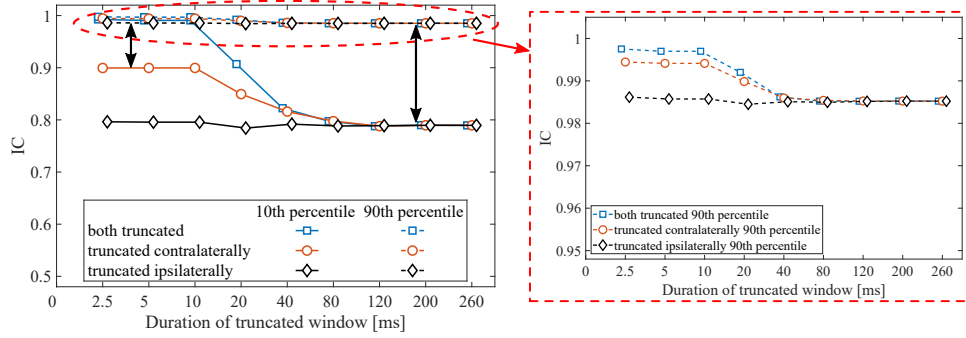 1
0.9
0.8
0.7
0.6
0.5
IC
10th percentile 90th percentile
both truncated
truncated contralaterally
truncated ipsilaterally
0 2.5 5 10 20 40 80 120 200 260
Duration of truncated window [ms]
1
0.99
0.98
0.97
0.96
0.95
IC
both truncated 90th percentile
truncated contralaterally 90th percentile
truncated ipsilaterally 90th percentile
0 2.5 5 10 20 40 80 120 200 260
Duration of truncated window [ms]